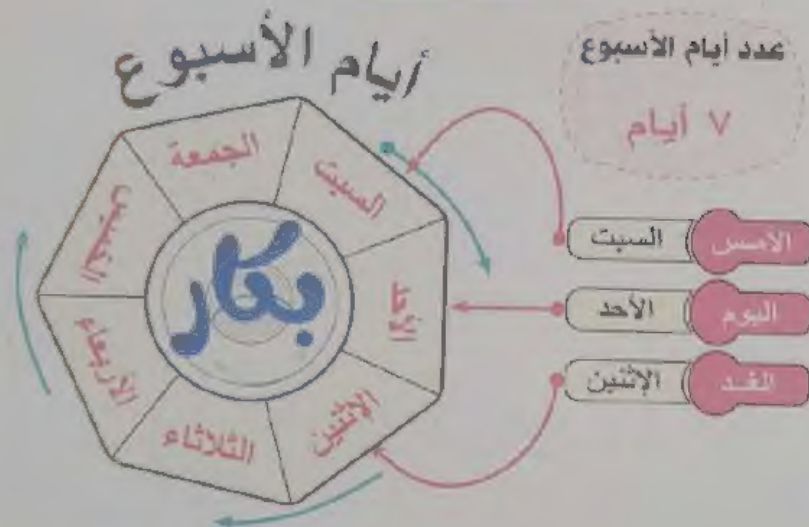 أيام الأسبوع
عدد أيام الأسبوع
٧ أيام
الأمس السبت
اليوم الأحد
الغد الإثنين
السبت
الأحد
الإثنين
الثلاثاء
الأربعاء
الخميس
الجمعة
بكار